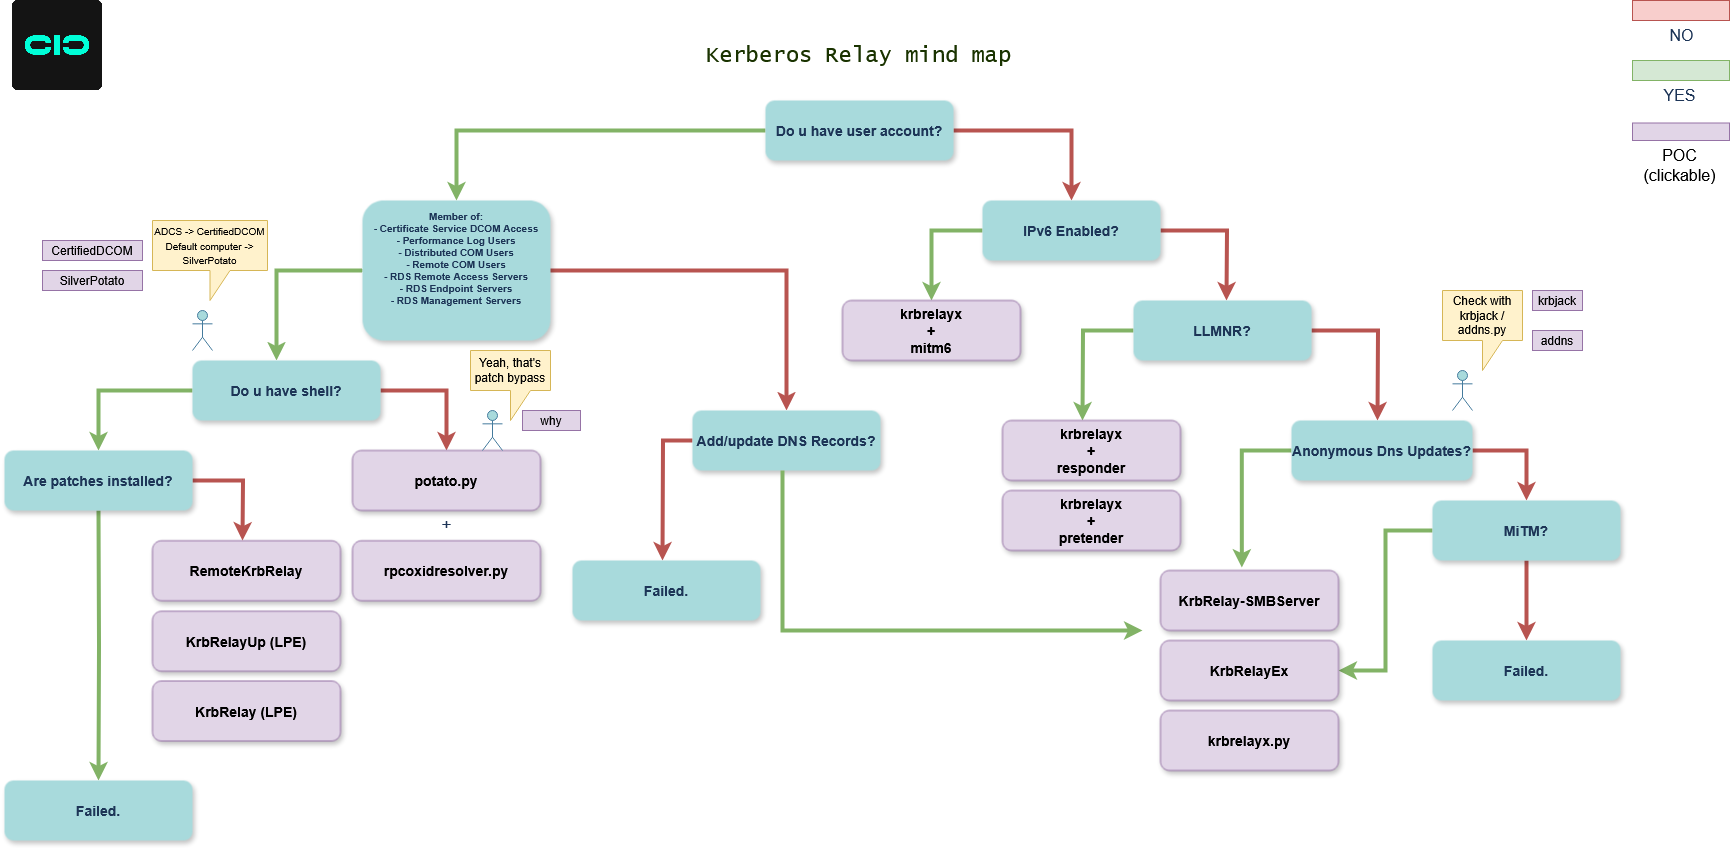 CIC
Kerberos Relay mind map
NO
YES
POC
(clickable)
Do u have user account?
Member of:
- Certificate Service DCOM Access
- Performance Log Users
- Distributed COM Users
- Remote COM Users
- RDS Remote Access Servers
- RDS Endpoint Servers
- RDS Management Servers
IPv6 Enabled?
ADCS -> CertifiedDCOM
Default computer ->
SilverPotato
CertifiedDCOM
SilverPotato
krbrelayx
+
mitm6
LLMNR?
Check with
krbjack /
addns.py
krbjack
addns
Do u have shell?
Yeah, that's
patch bypass
why
Add/update DNS Records?
krbrelayx
+
responder
Anonymous Dns Updates?
Are patches installed?
potato.py
+
rpcoxidresolver.py
krbrelayx
+
pretender
MiTM?
RemoteKrbRelay
KrbRelayUp (LPE)
KrbRelay (LPE)
Failed.
KrbRelay-SMBServer
KrbRelayEx
krbrelayx.py
Failed.
Failed.